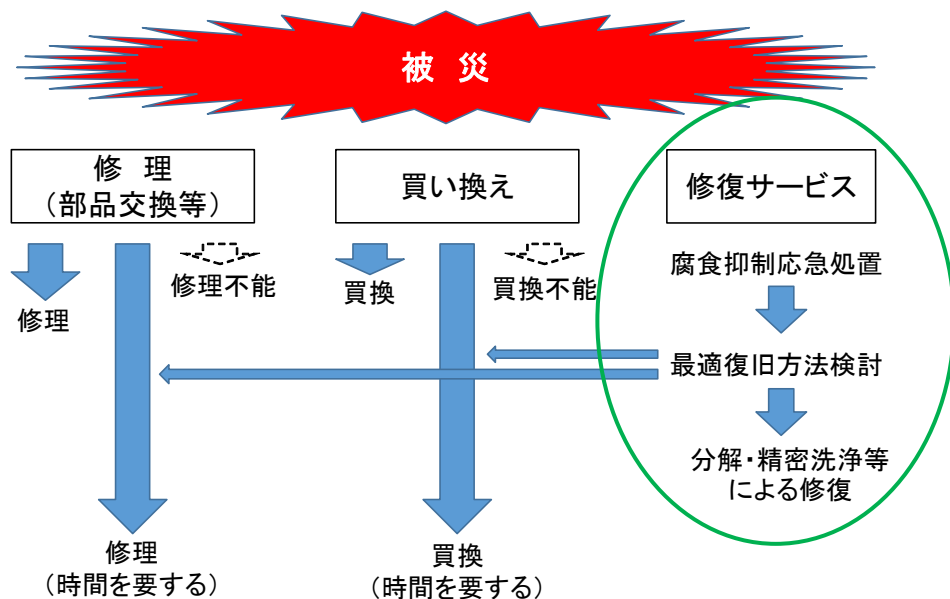 被 災
修 理
(部品交換等)
買い換え
修復サービス
修理
修理不能
買換
買換不能
腐食抑制応急処置
最適復旧方法検討
分解・精密洗浄等
による修復
修理
(時間を要する)
買換
(時間を要する)